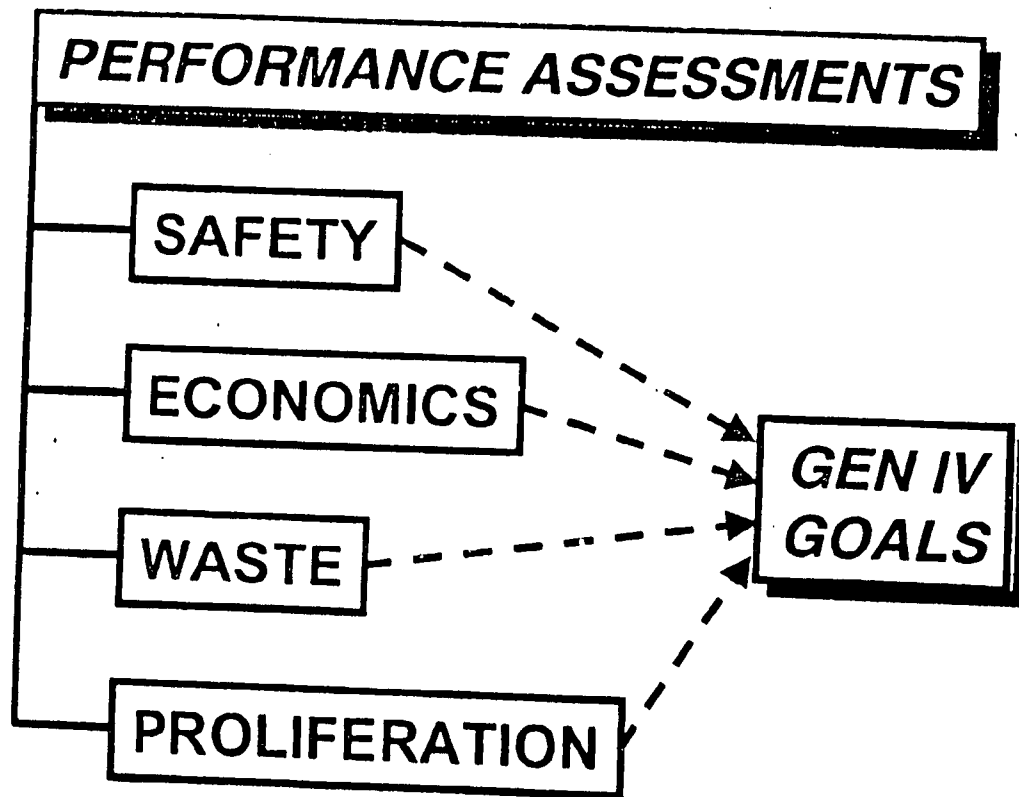 PERFORMANCE ASSESSMENTS
SAFETY
ECONOMICS
WASTE
PROLIFERATION
GEN IV
GOALS